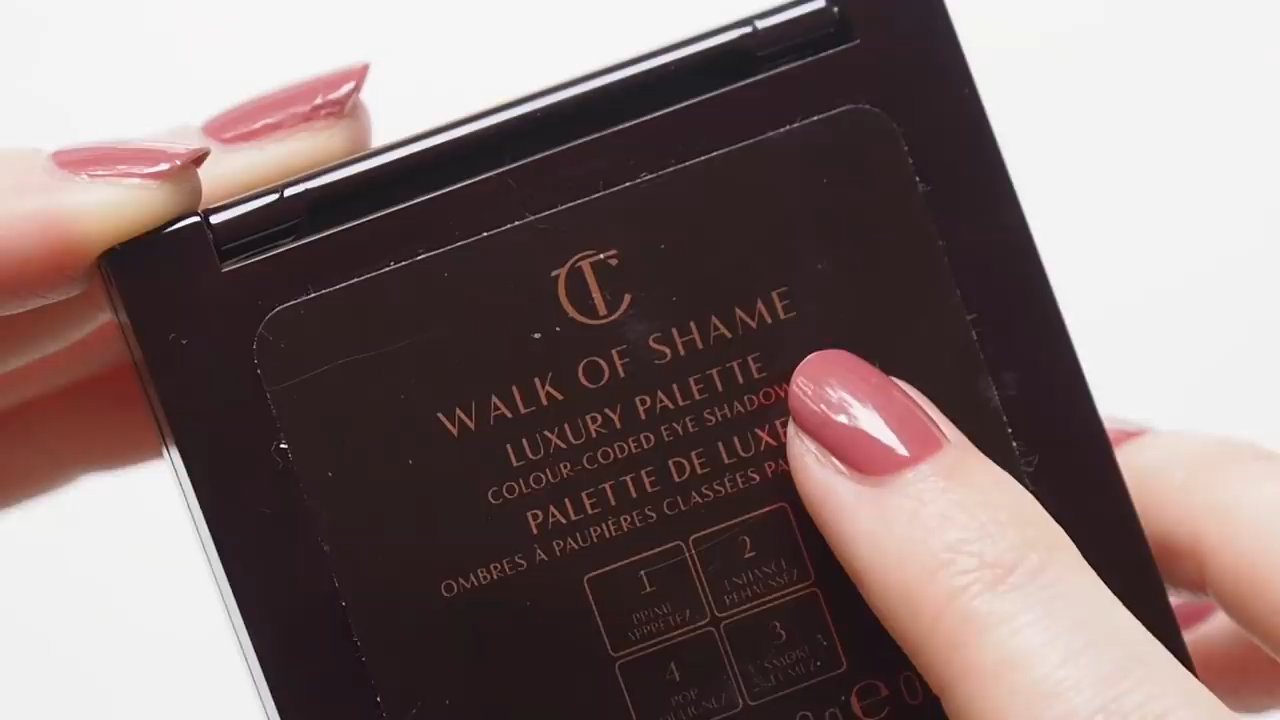 CT
WALK OF SHAME
LUXURY PALETTE
COLOUR-CODED EYE SHADOW
PALETTE DE LUXE
OMBRES À PAUPIÈRES CLASSÉES PA
1
PRIME
APPRÊTEZ
2
ENHANCE
REHAUSSEZ
4
POP
3
SMOKE
e